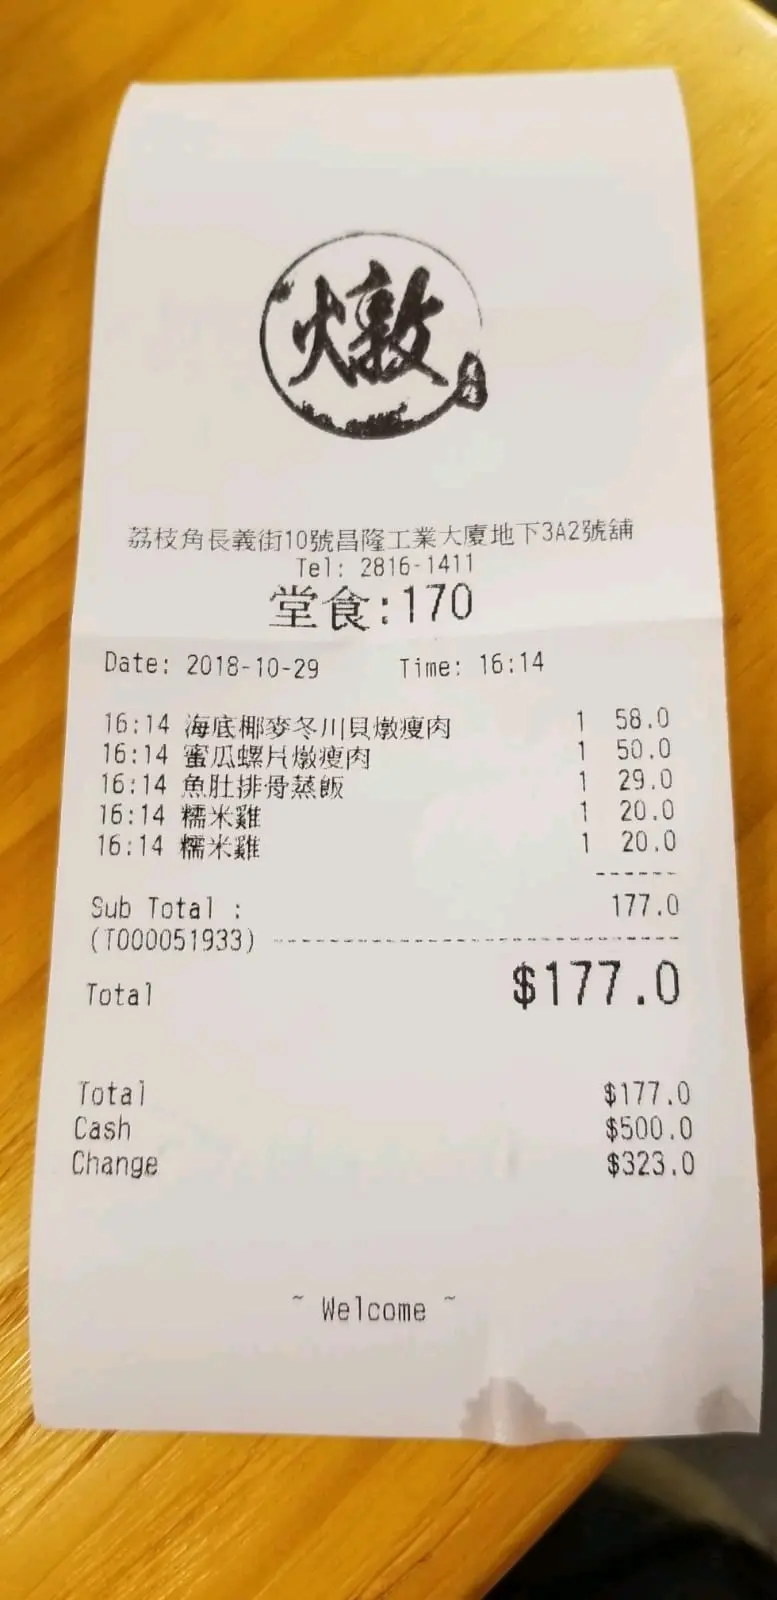 燉
荔枝角長義街10號昌隆工業大廈地下3A2號舖
Tel: 2816-1411
堂食:170
Date: 2018-10-29 Time: 16:14
16:14 海底椰麥冬川貝燉瘦肉 1 58.0
16:14 蜜瓜螺片燉瘦肉 1 50.0
16:14 魚肚排骨蒸飯 1 29.0
16:14 糯米雞 1 20.0
16:14 糯米雞 1 20.0
------
Sub Total : 177.0
(T000051933) ----------------------------------------
Total $177.0
Total $177.0
Cash $500.0
Change $323.0
~ Welcome ~